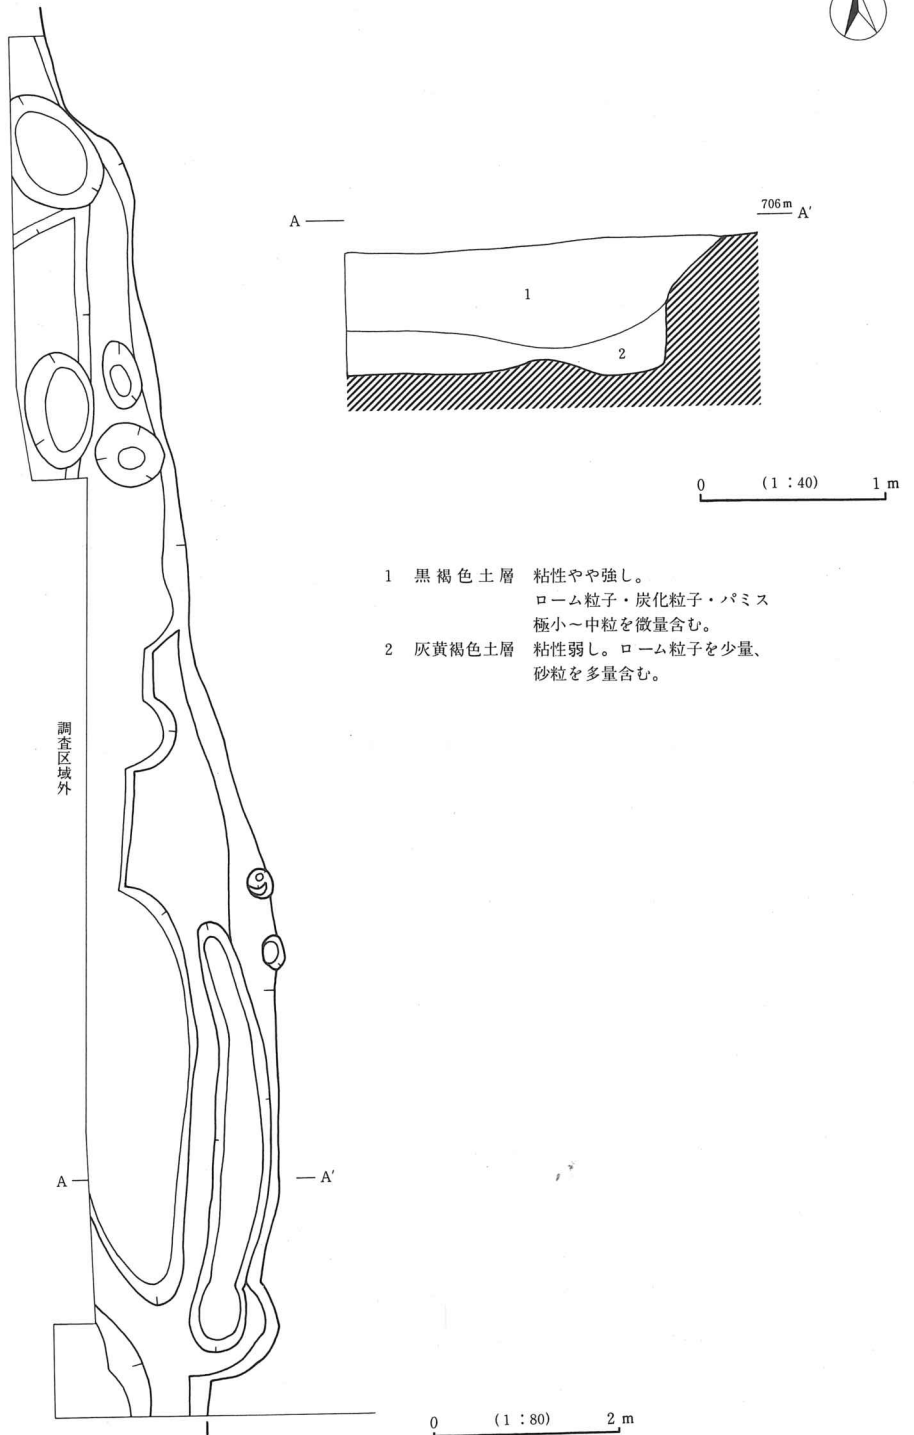 A
706m A′
1
2
0 (1:40) 1m
1 黒褐色土層 粘性やや強し。
ローム粒子・炭化粒子・パミス
極小～中粒を微量含む。
2 灰黄褐色土層 粘性弱し。ローム粒子を少量、
砂粒を多量含む。
調査区域外
A
A′
0 (1:80) 2m